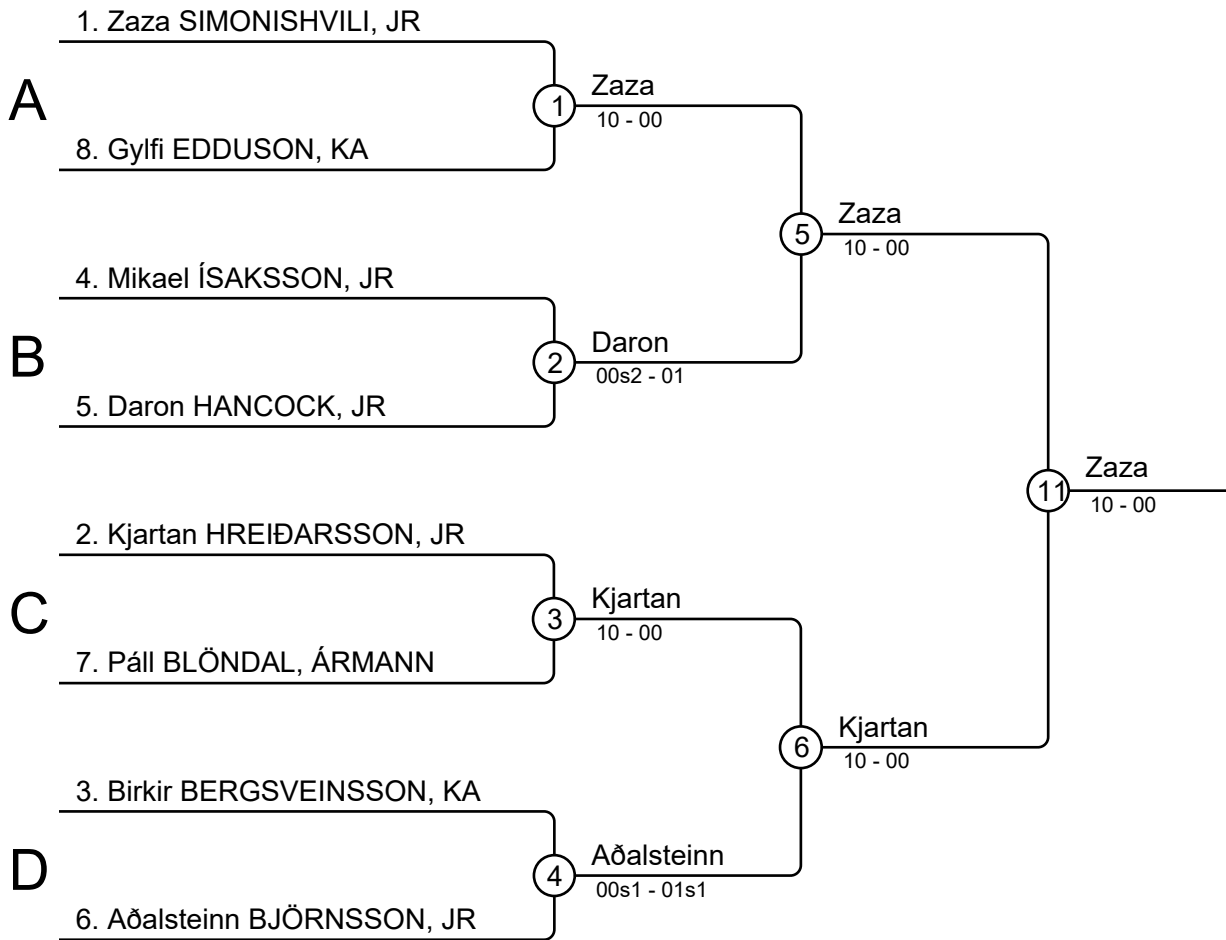 1. Zaza SIMONISHVILI, JR
A
1
Zaza
10 - 00
8. Gylfi EDDUSON, KA
5
Zaza
10 - 00
4. Mikael ÍSAKSSON, JR
B
2
Daron
00s2 - 01
5. Daron HANCOCK, JR
11
Zaza
10 - 00
2. Kjartan HREIÐARSSON, JR
C
3
Kjartan
10 - 00
7. Páll BLÖNDAL, ÁRMANN
6
Kjartan
10 - 00
3. Birkir BERGSVEINSSON, KA
D
4
Aðalsteinn
00s1 - 01s1
6. Aðalsteinn BJÖRNSSON, JR